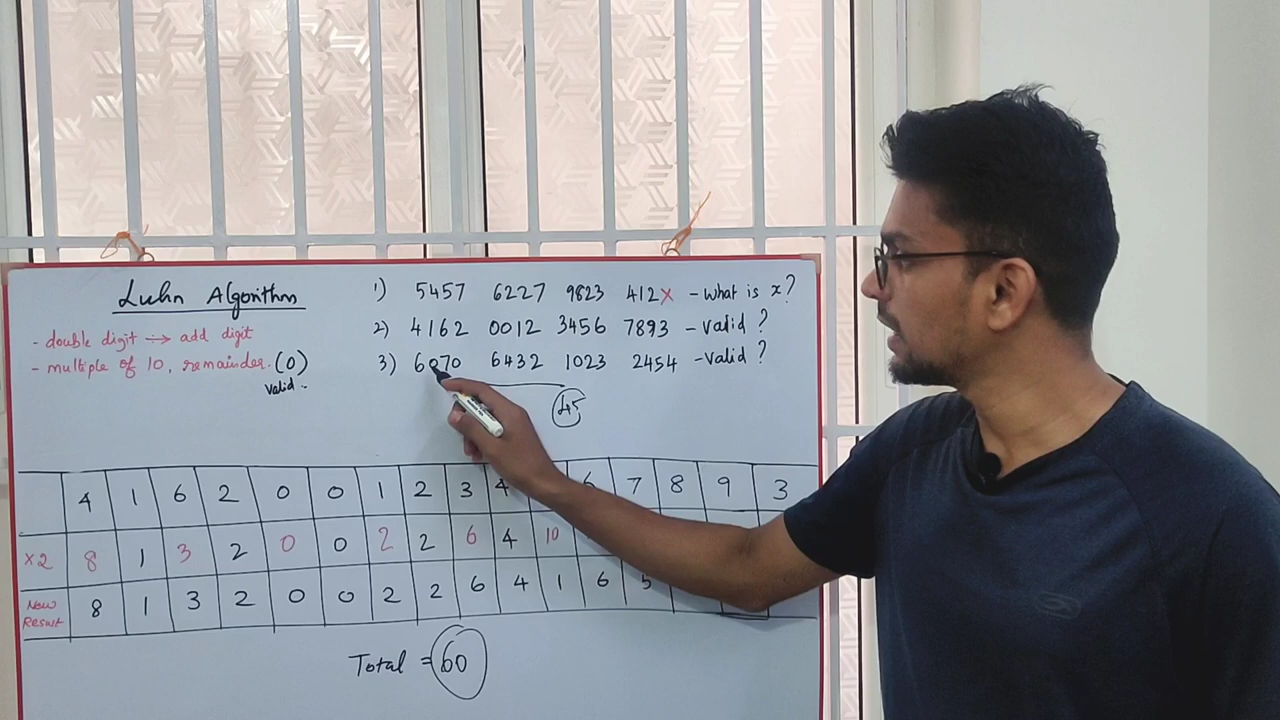 Luhn Algorithm
- double digit → add digit
- multiple of 10, remainder (0)
valid
1) 5457 6227 9823 412x - what is x?
2) 4162 0012 3456 7893 - valid ?
3) 6070 6432 1023 2454 - valid ?
45
4 1 6 2 0 0 1 2 3 4 6 7 8 9 3
x2 8 1 3 2 0 0 2 2 6 4 10
New Result 8 1 3 2 0 0 2 2 6 4 1 6 5
Total = 60